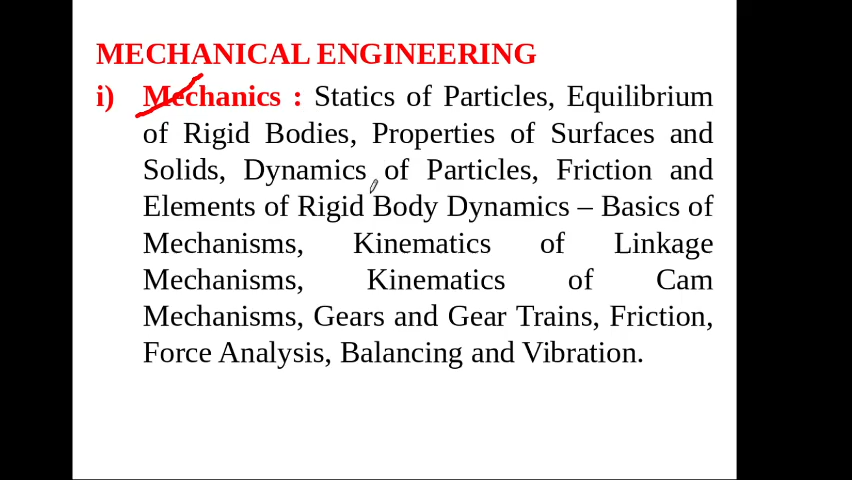 MECHANICAL ENGINEERING
i) Mechanics : Statics of Particles, Equilibrium
of Rigid Bodies, Properties of Surfaces and
Solids, Dynamics of Particles, Friction and
Elements of Rigid Body Dynamics – Basics of
Mechanisms, Kinematics of Linkage
Mechanisms, Kinematics of Cam
Mechanisms, Gears and Gear Trains, Friction,
Force Analysis, Balancing and Vibration.